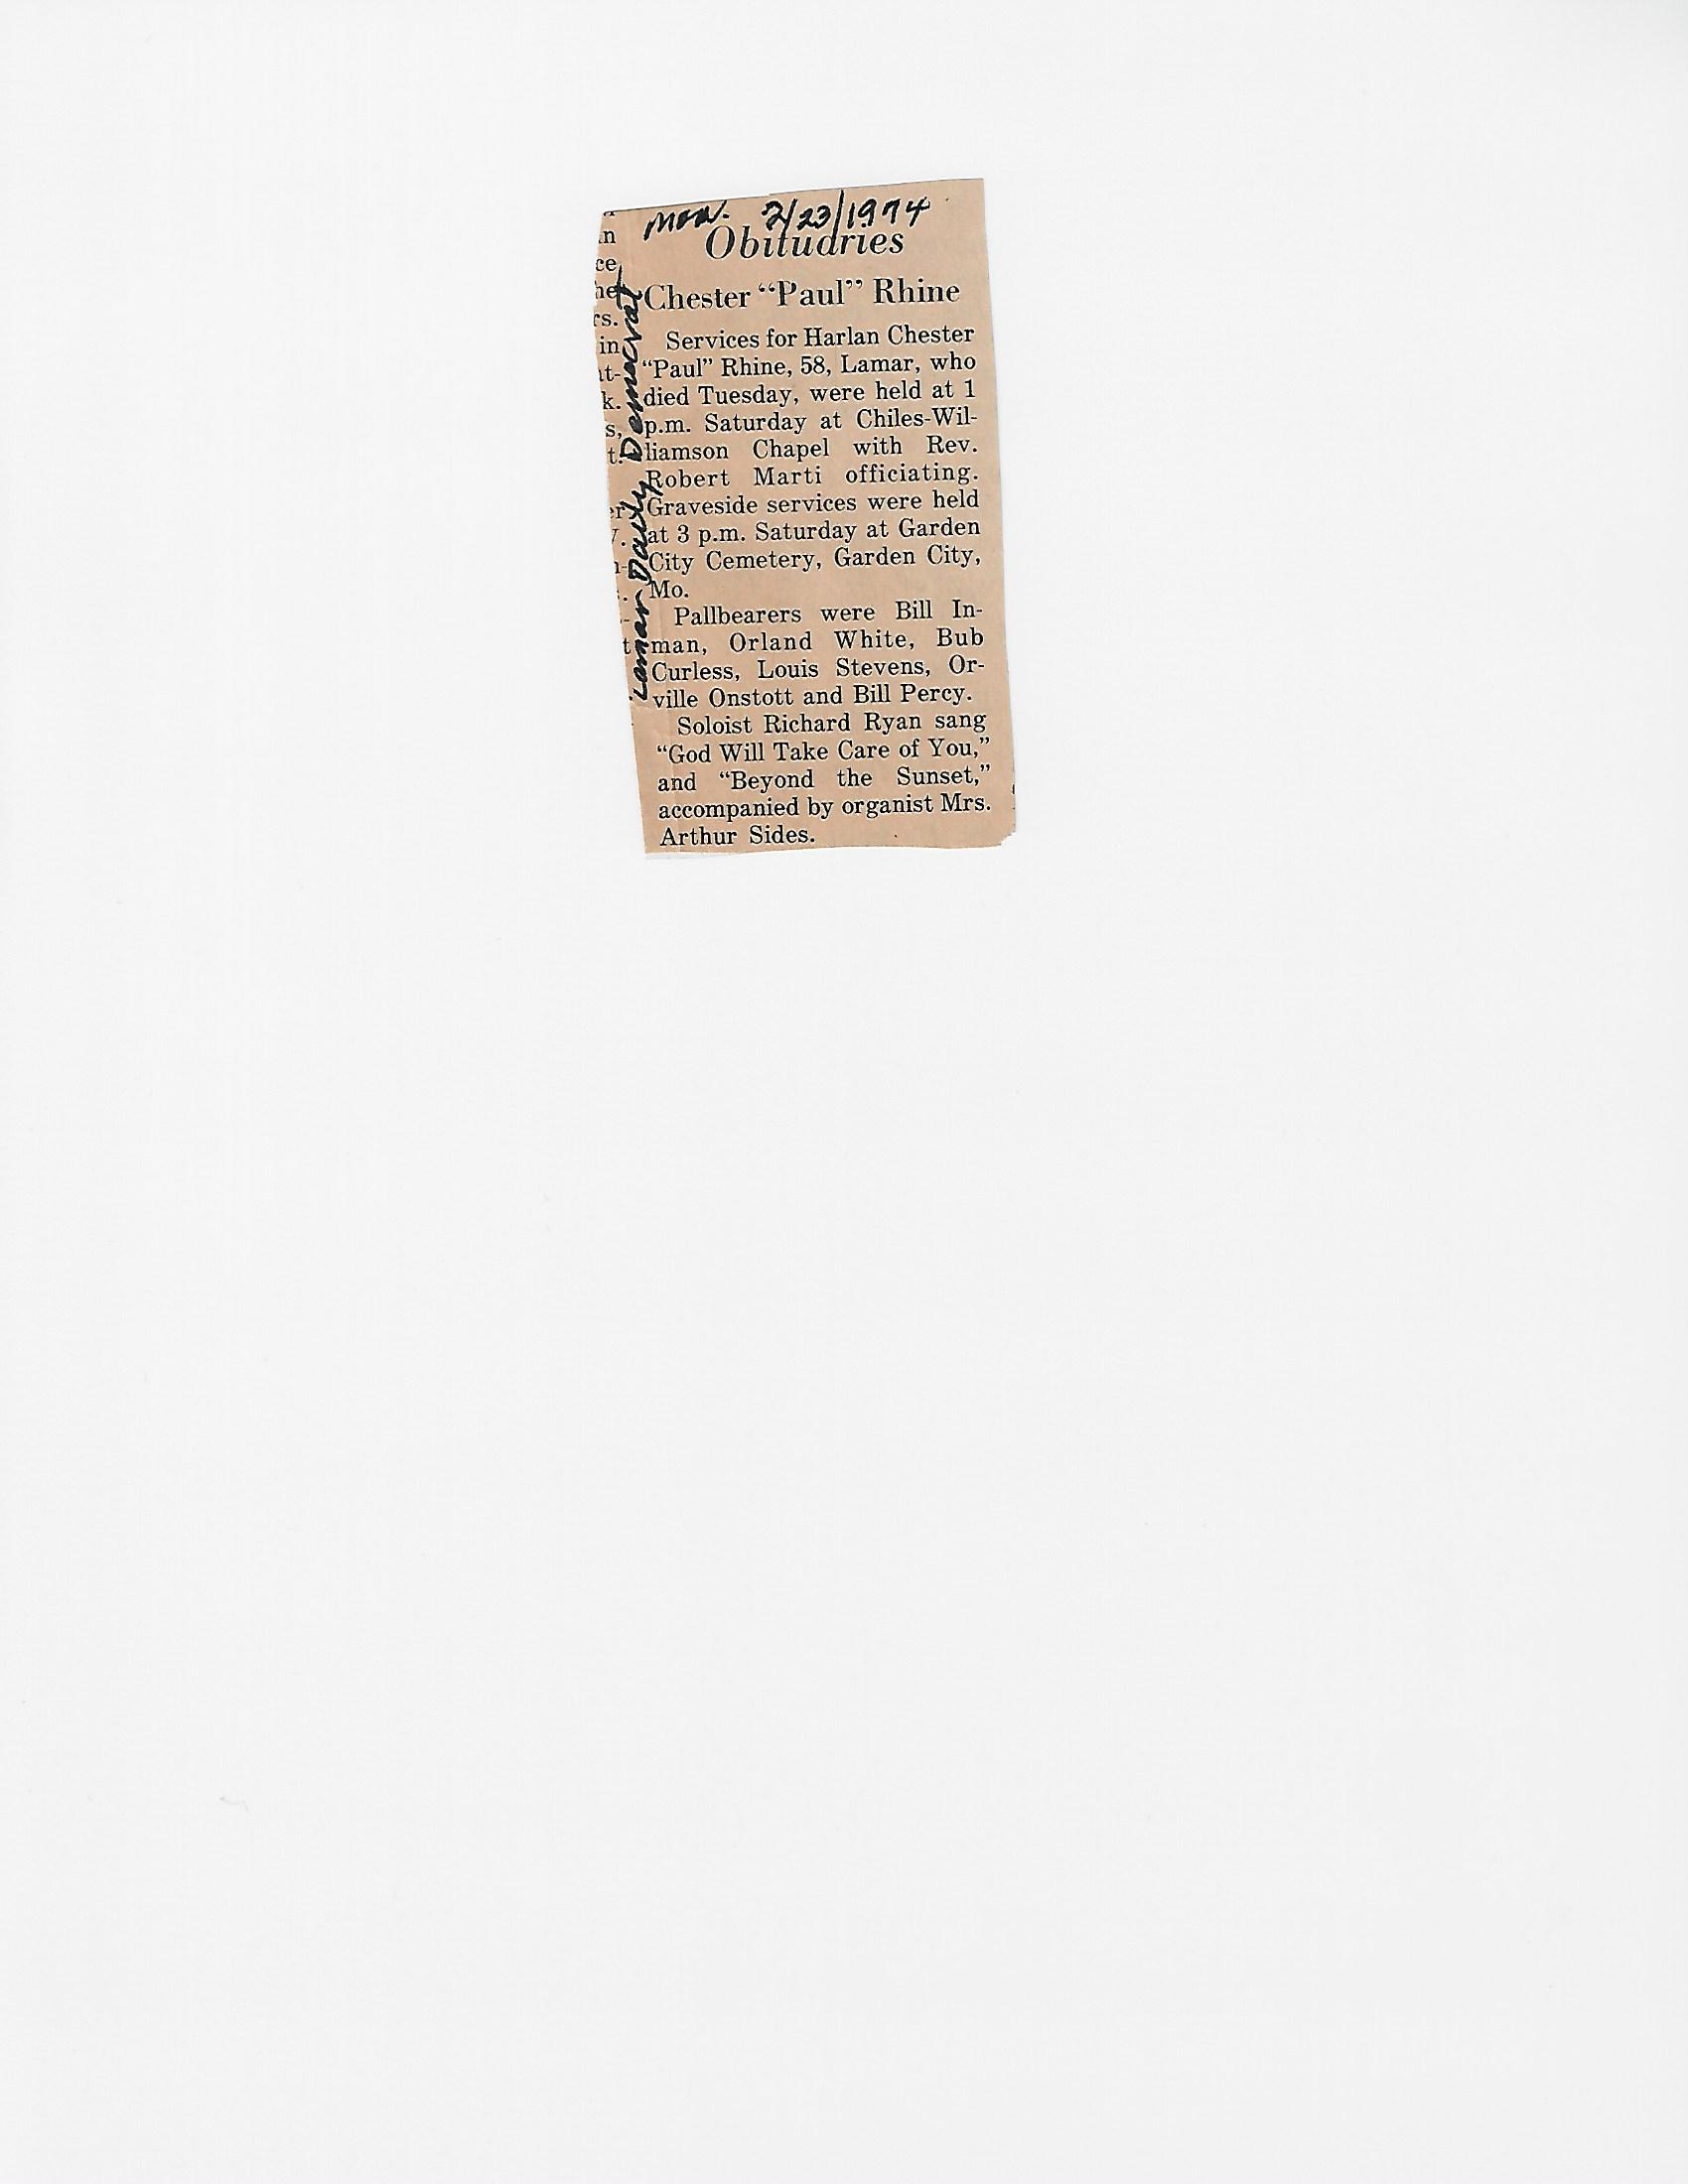 Mon.
Obituaries
Lamar Daily Democrat
Chester “Paul” Rhine
Services for Harlan Chester
“Paul” Rhine, 58, Lamar, who
died Tuesday, were held at 1
p.m. Saturday at Chiles-Wil-
liamson Chapel with Rev.
Robert Marti officiating.
Graveside services were held
at 3 p.m. Saturday at Garden
City Cemetery, Garden City,
Mo.
Pallbearers were Bill In-
man, Orland White, Bub
Curless, Louis Stevens, Or-
ville Onstott and Bill Percy.
Soloist Richard Ryan sang
“God Will Take Care of You,”
and “Beyond the Sunset,”
accompanied by organist Mrs.
Arthur Sides.